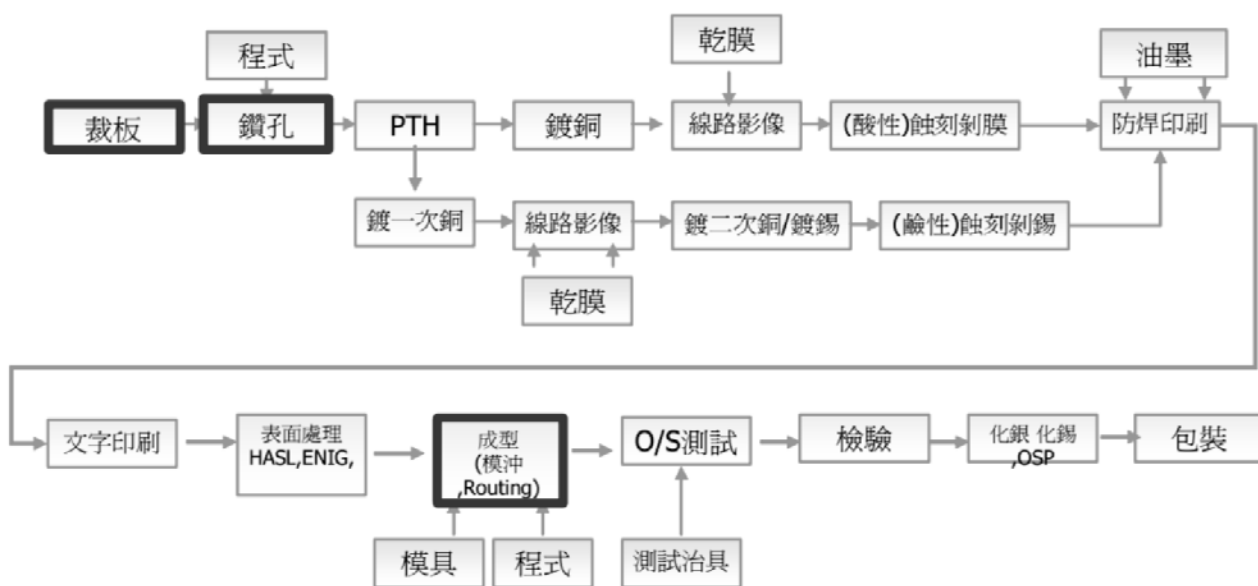 程式
乾膜
油墨
裁板
鑽孔
PTH
鍍銅
線路影像
(酸性)蝕刻剝膜
防焊印刷
鍍一次銅
線路影像
鍍二次銅/鍍錫
(鹼性)蝕刻剝錫
乾膜
文字印刷
表面處理
HASL,ENIG,
成型
(模沖
,Routing)
O/S測試
檢驗
化銀 化錫
,OSP
包裝
模具
程式
測試治具